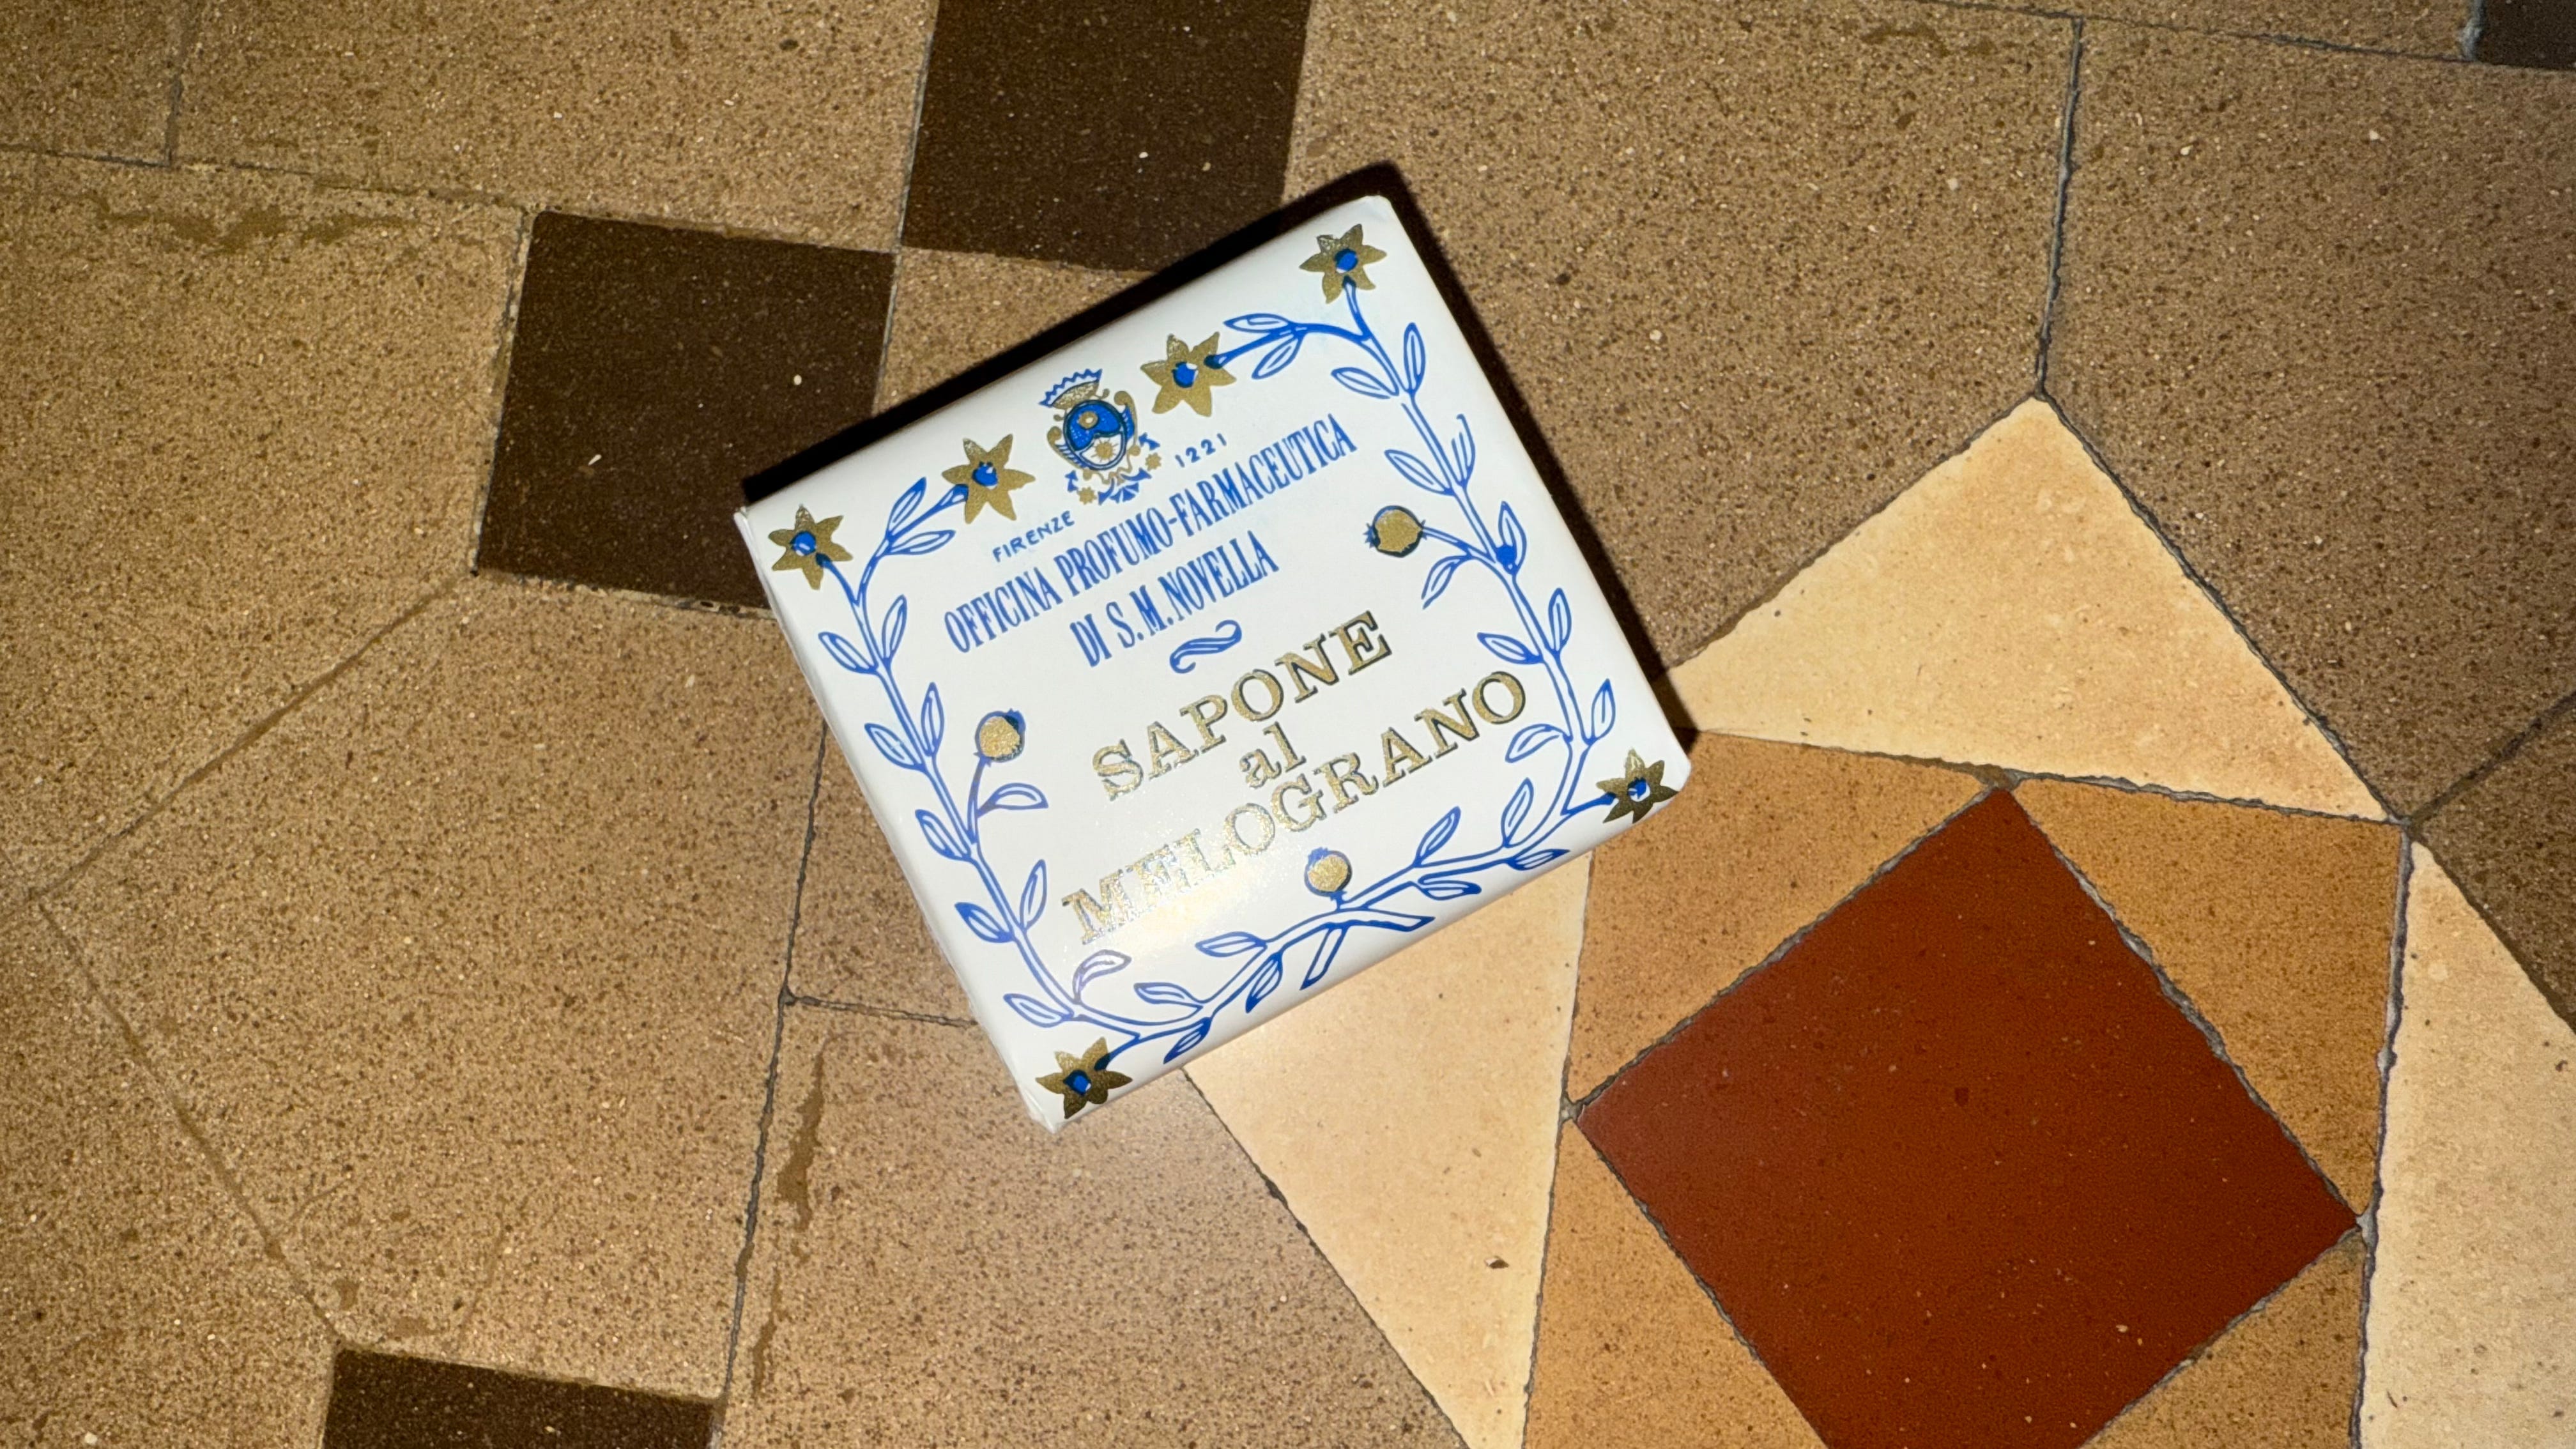 FIRENZE 1221
OFFICINA PROFUMO-FARMACEUTICA
DI S. M. NOVELLA
SAPONE
al
MELOGRANO